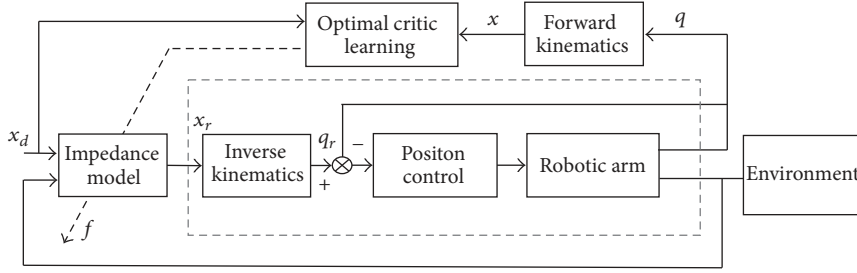 Optimal critic
learning
x
Forward
kinematics
q
x_d
Impedance
model
x_r
Inverse
kinematics
q_r
+
−
Positon
control
Robotic arm
Environment
f